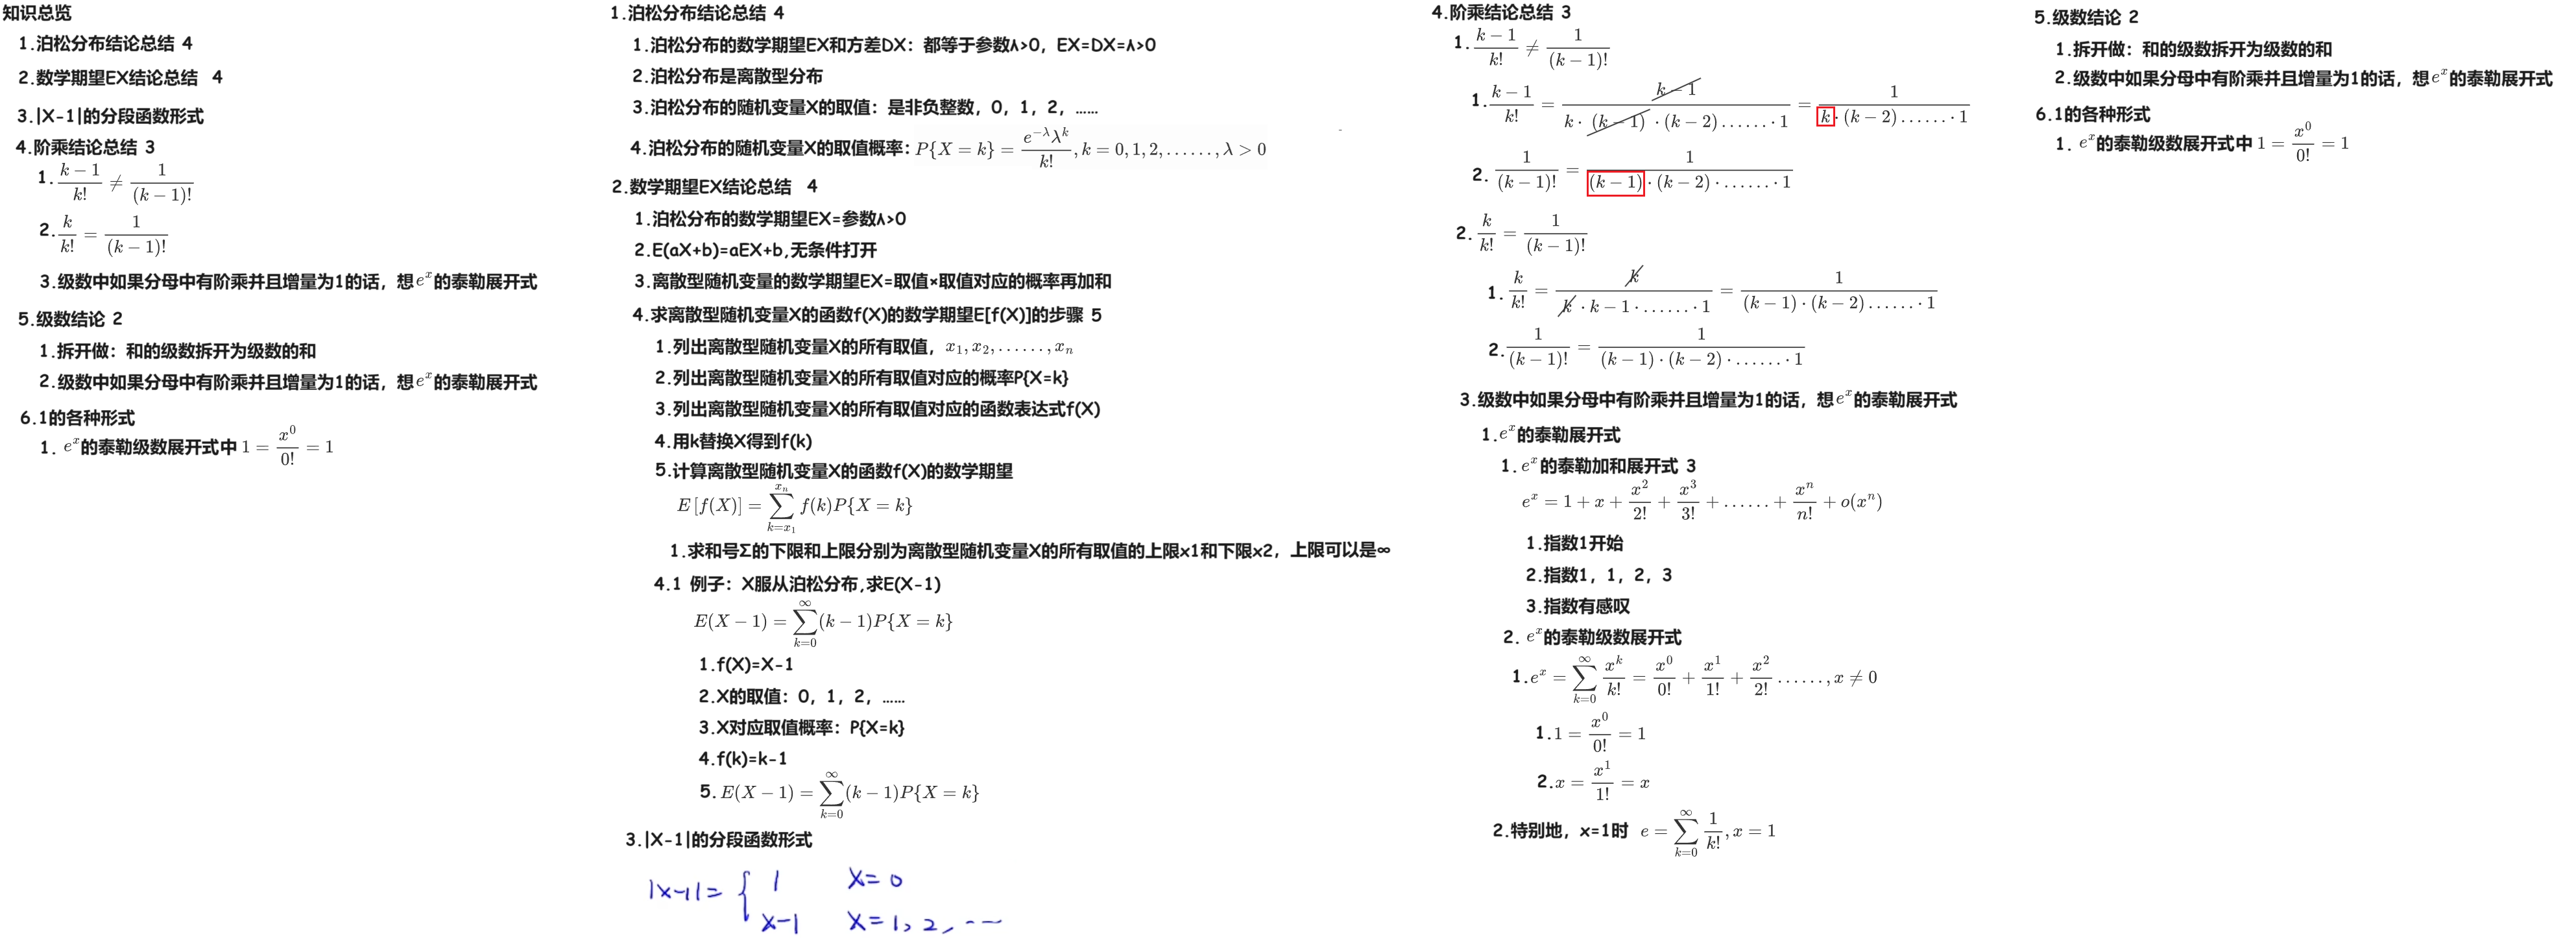 知识总览
1.泊松分布结论总结 4
2.数学期望EX结论总结 4
3.|X-1|的分段函数形式
4.阶乘结论总结 3
1. \frac{k-1}{k!} ≠ \frac{1}{(k-1)!}
2. \frac{k}{k!} = \frac{1}{(k-1)!}
3.级数中如果分母中有阶乘并且增量为1的话，想e^x的泰勒展开式
5.级数结论 2
1.拆开做：和的级数拆开为级数的和
2.级数中如果分母中有阶乘并且增量为1的话，想e^x的泰勒展开式
6.1的各种形式
1. e^x的泰勒级数展开式中 1 = \frac{x^0}{0!} = 1
1.泊松分布结论总结 4
1.泊松分布的数学期望EX和方差DX：都等于参数λ>0，EX=DX=λ>0
2.泊松分布是离散型分布
3.泊松分布的随机变量X的取值：是非负整数，0，1，2，……
4.泊松分布的随机变量X的取值概率：P\{X=k\} = \frac{e^{-λ}λ^k}{k!}, k=0,1,2,......, λ>0
2.数学期望EX结论总结 4
1.泊松分布的数学期望EX=参数λ>0
2.E(aX+b)=aEX+b,无条件打开
3.离散型随机变量的数学期望EX=取值×取值对应的概率再加和
4.求离散型随机变量X的函数f(X)的数学期望E[f(X)]的步骤 5
1.列出离散型随机变量X的所有取值，x_1, x_2, ......, x_n
2.列出离散型随机变量X的所有取值对应的概率P{X=k}
3.列出离散型随机变量X的所有取值对应的函数表达式f(X)
4.用k替换X得到f(k)
5.计算离散型随机变量X的函数f(X)的数学期望
E[f(X)] = \sum_{k=x_1}^{x_n} f(k)P\{X=k\}
1.求和号Σ的下限和上限分别为离散型随机变量X的所有取值的上限x1和下限x2，上限可以是∞
4.1 例子：X服从泊松分布,求E(X-1)
E(X-1) = \sum_{k=0}^{∞} (k-1)P\{X=k\}
1.f(X)=X-1
2.X的取值：0，1，2，……
3.X对应取值概率：P{X=k}
4.f(k)=k-1
5. E(X-1) = \sum_{k=0}^{∞} (k-1)P\{X=k\}
3.|X-1|的分段函数形式
|X-1| = { 1 X=0
X-1 X=1, 2, ……
4.阶乘结论总结 3
1. \frac{k-1}{k!} ≠ \frac{1}{(k-1)!}
1. \frac{k-1}{k!} = \frac{k-1}{k·(k-1)·(k-2)......·1} = \frac{1}{k·(k-2)......·1}
2. \frac{1}{(k-1)!} = \frac{1}{(k-1)·(k-2)·......·1}
2. \frac{k}{k!} = \frac{1}{(k-1)!}
1. \frac{k}{k!} = \frac{k}{k·k-1·......·1} = \frac{1}{(k-1)·(k-2)......·1}
2. \frac{1}{(k-1)!} = \frac{1}{(k-1)·(k-2)·......·1}
3.级数中如果分母中有阶乘并且增量为1的话，想e^x的泰勒展开式
1.e^x的泰勒展开式
1. e^x的泰勒加和展开式 3
e^x = 1 + x + \frac{x^2}{2!} + \frac{x^3}{3!} + ...... + \frac{x^n}{n!} + o(x^n)
1.指数1开始
2.指数1，1，2，3
3.指数有感叹
2. e^x的泰勒级数展开式
1. e^x = \sum_{k=0}^{∞} \frac{x^k}{k!} = \frac{x^0}{0!} + \frac{x^1}{1!} + \frac{x^2}{2!} ......, x ≠ 0
1. 1 = \frac{x^0}{0!} = 1
2. x = \frac{x^1}{1!} = x
2.特别地，x=1时 e = \sum_{k=0}^{∞} \frac{1}{k!}, x = 1
5.级数结论 2
1.拆开做：和的级数拆开为级数的和
2.级数中如果分母中有阶乘并且增量为1的话，想e^x的泰勒展开式
6.1的各种形式
1. e^x的泰勒级数展开式中 1 = \frac{x^0}{0!} = 1